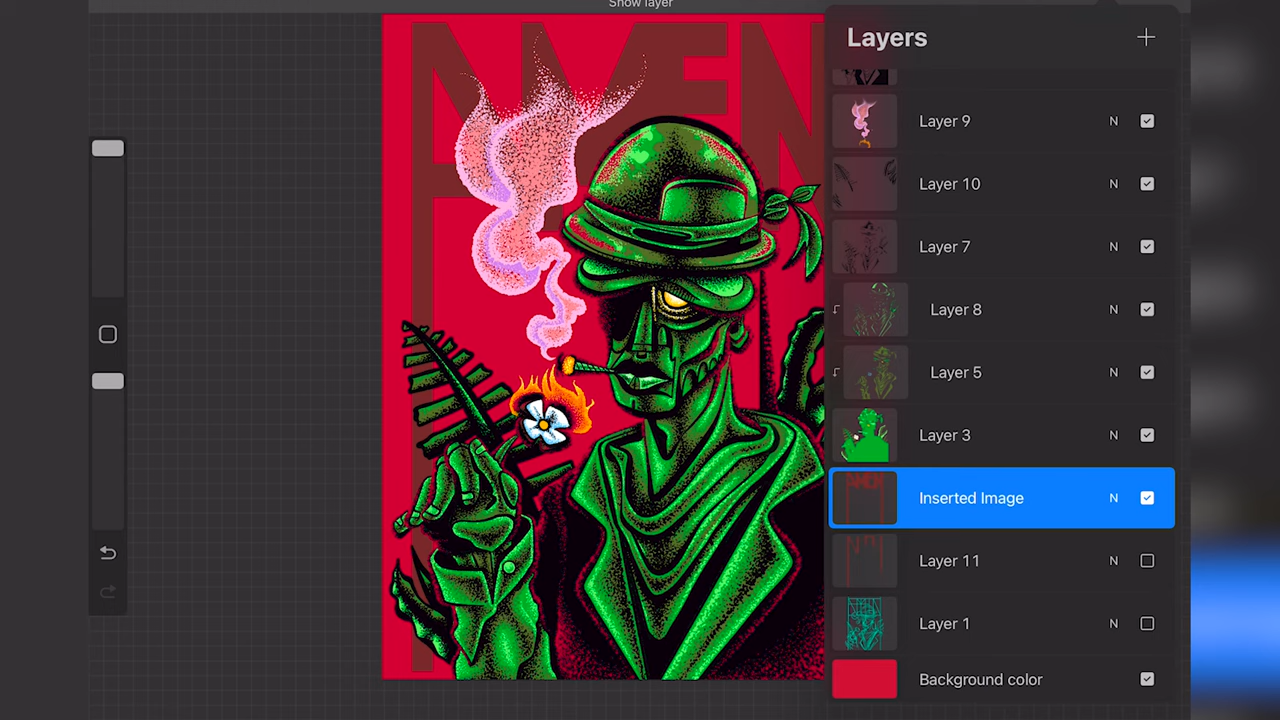 Show layer
Layers
Layer 9 N
Layer 10 N
Layer 7 N
Layer 8 N
Layer 5 N
Layer 3 N
Inserted Image N
Layer 11 N
Layer 1 N
Background color